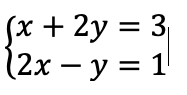 x + 2y = 3
2x − y = 1